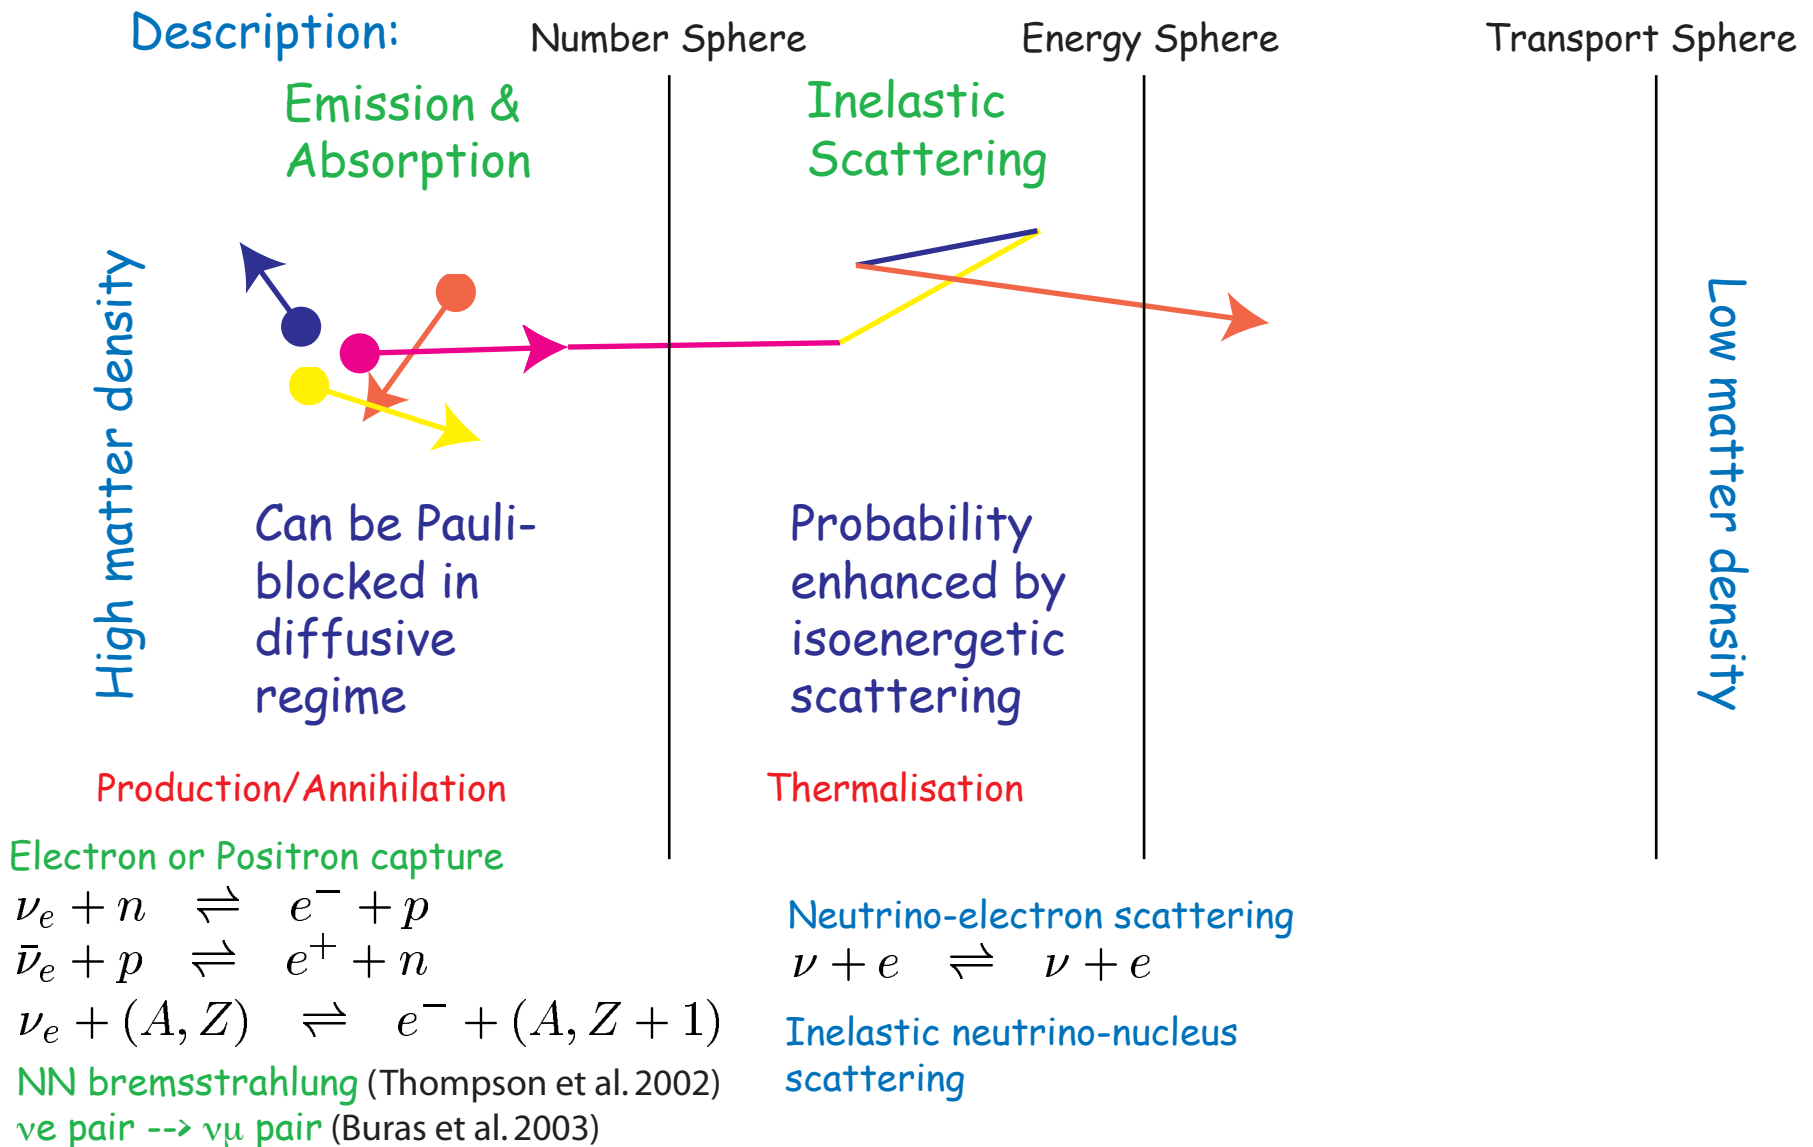 Description:
Number Sphere
Energy Sphere
Transport Sphere
Emission &
Absorption
Inelastic
Scattering
High matter density
Low matter density
Can be Pauli-
blocked in
diffusive
regime
Probability
enhanced by
isoenergetic
scattering
Production/Annihilation
Thermalisation
Electron or Positron capture
νₑ + n ⇌ e⁻ + p
ν̄ₑ + p ⇌ e⁺ + n
νₑ + (A, Z) ⇌ e⁻ + (A, Z + 1)
NN bremsstrahlung (Thompson et al. 2002)
νe pair --> νμ pair (Buras et al. 2003)
Neutrino-electron scattering
ν + e ⇌ ν + e
Inelastic neutrino-nucleus
scattering